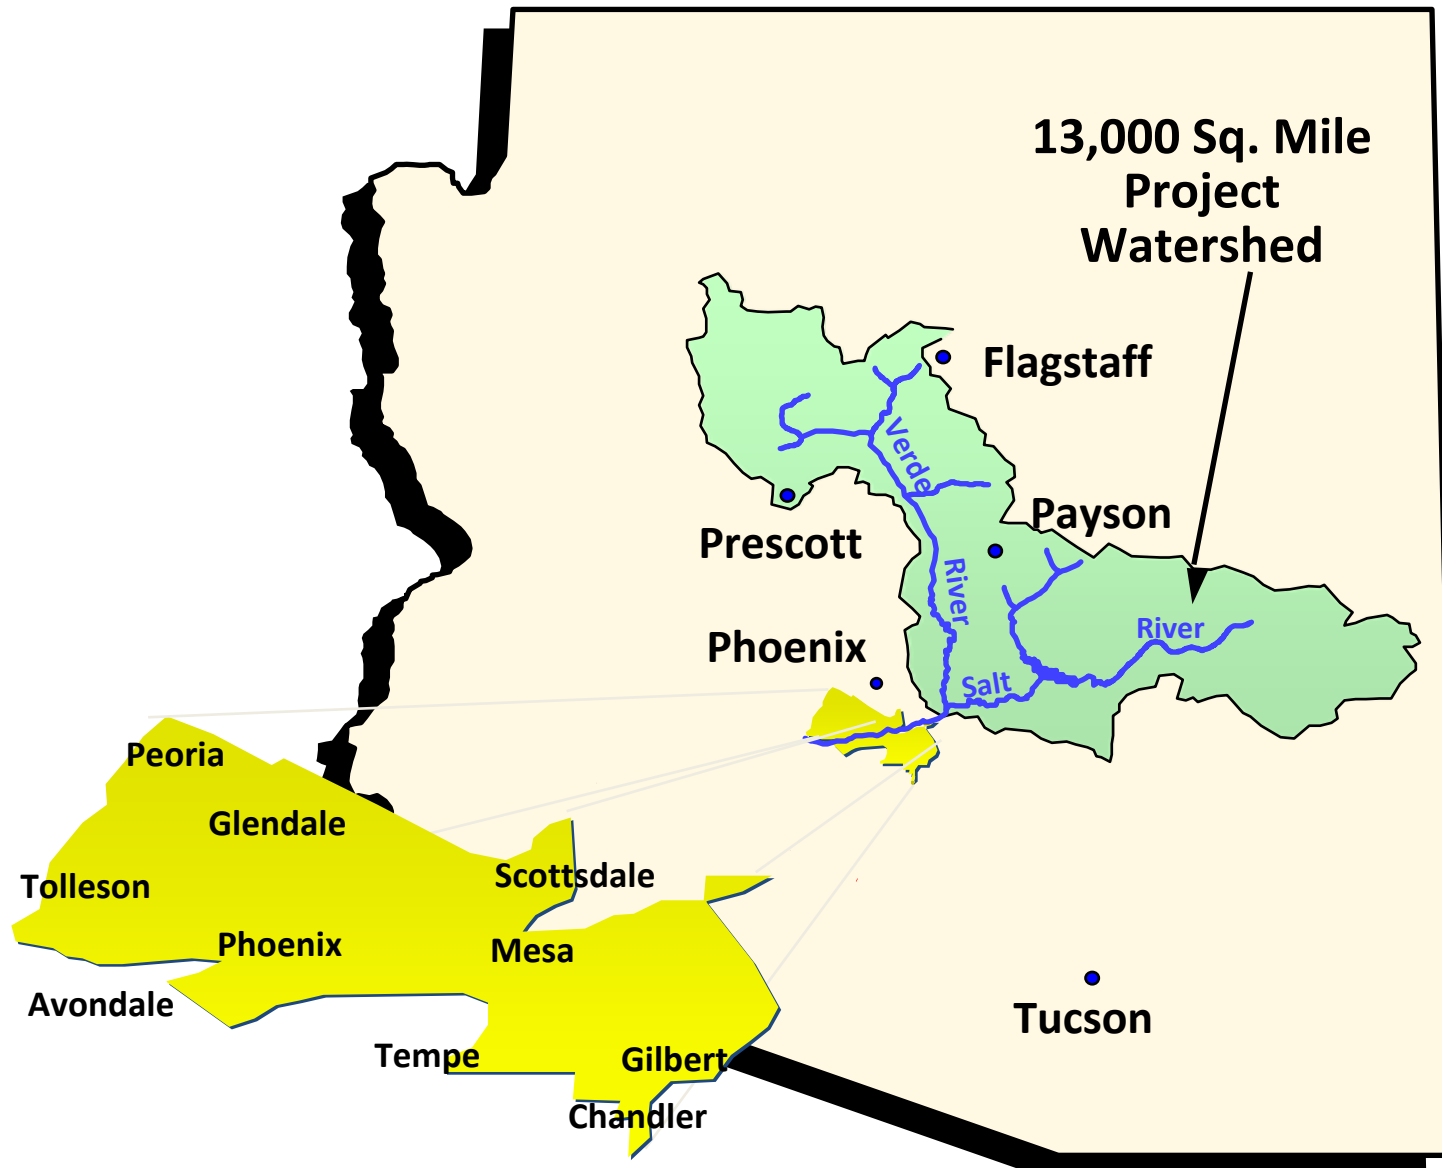 13,000 Sq. Mile
Project
Watershed
Flagstaff
Verde
Payson
Prescott
River
River
Phoenix
Salt
Peoria
Glendale
Scottsdale
Tolleson
Phoenix
Mesa
Avondale
Tucson
Tempe
Gilbert
Chandler